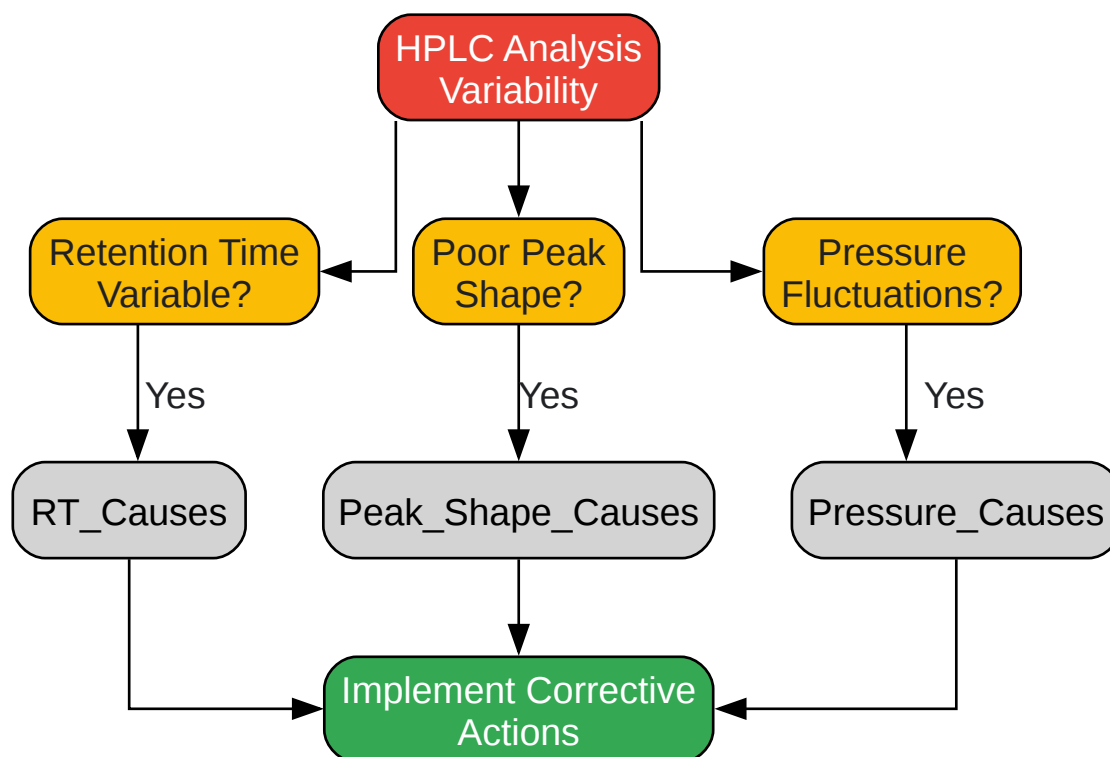 HPLC Analysis
Variability
Retention Time
Variable?
Poor Peak
Shape?
Pressure
Fluctuations?
Yes
Yes
Yes
RT_Causes
Peak_Shape_Causes
Pressure_Causes
Implement Corrective
Actions